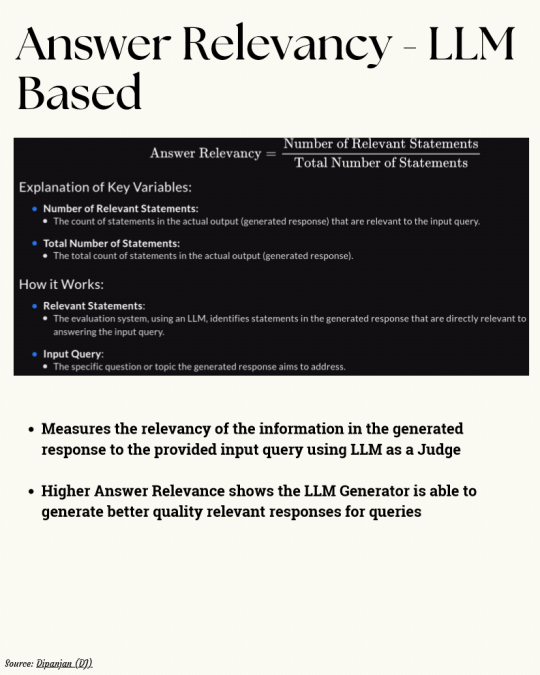 Answer Relevancy - LLM
Based
Answer Relevancy = Number of Relevant Statements
Total Number of Statements
Explanation of Key Variables:
• Number of Relevant Statements:
• The count of statements in the actual output (generated response) that are relevant to the input query.
• Total Number of Statements:
• The total count of statements in the actual output (generated response).
How it Works:
• Relevant Statements:
• The evaluation system, using an LLM, identifies statements in the generated response that are directly relevant to
answering the input query.
• Input Query:
• The specific question or topic the generated response aims to address.
• Measures the relevancy of the information in the generated
response to the provided input query using LLM as a Judge
• Higher Answer Relevance shows the LLM Generator is able to
generate better quality relevant responses for queries
Source: Dipanjan (DJ)